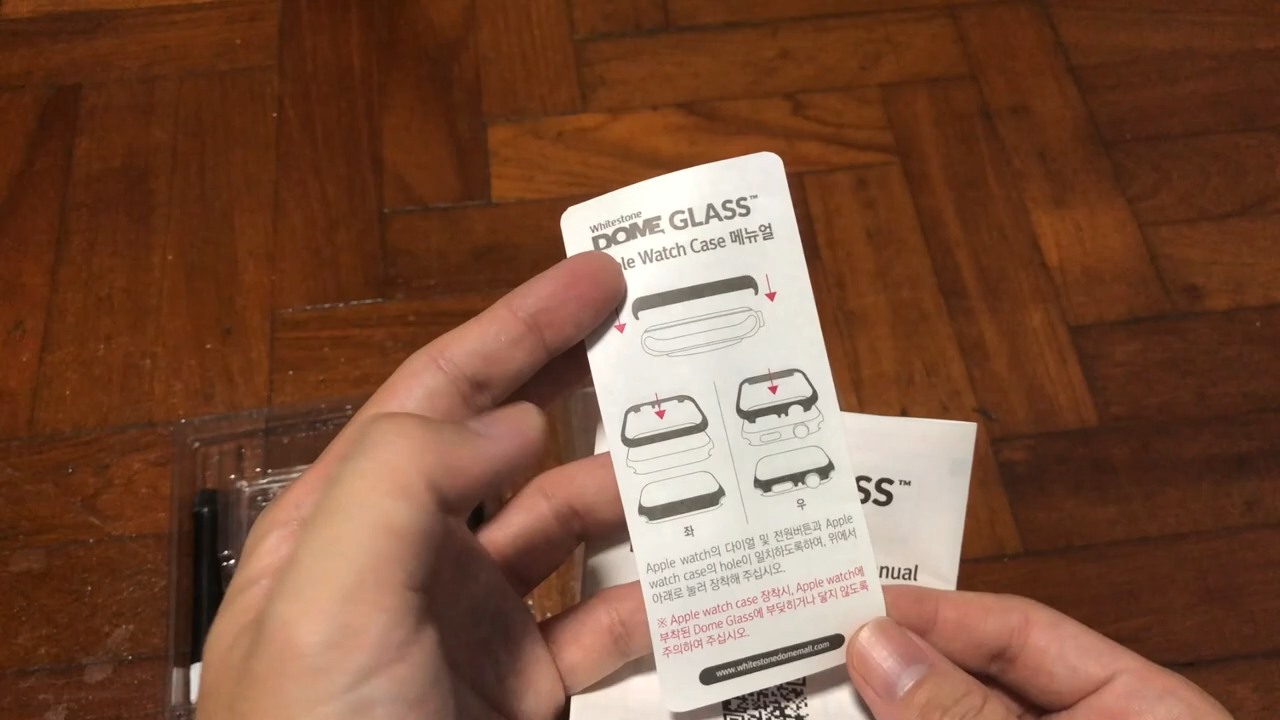 Whitestone
DOME GLASS™
le Watch Case 메뉴얼
좌
우
Apple watch의 다이얼 및 전원버튼과 Apple
watch case의 hole이 일치하도록하여, 위에서
아래로 눌러 장착해 주십시오.
※ Apple watch case 장착시, Apple watch에
부착된 Dome Glass에 부딪히거나 닿지 않도록
주의하여 주십시오.
www.whitestonedomemall.com
SS™
nual